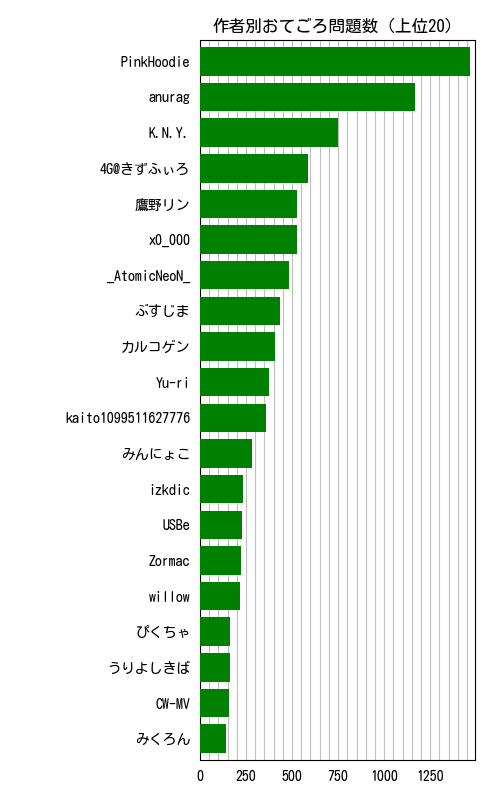 作者別おてごろ問題数 (上位20)
PinkHoodie
anurag
K.N.Y.
4G@きずふぃろ
鷹野リン
x0_000
_AtomicNeoN_
ぶすじま
カルコゲン
Yu-ri
kaito1099511627776
みんにょこ
izkdic
USBe
Zormac
willow
ぴくちゃ
うりよしきば
CW-MV
みくろん
0 250 500 750 1000 1250